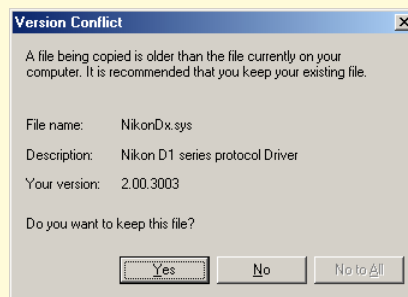 Version Conflict
A file being copied is older than the file currently on your
computer. It is recommended that you keep your existing file.
File name: NikonDx.sys
Description: Nikon D1 series protocol Driver
Your version: 2.00.3003
Do you want to keep this file?
Yes No No to All